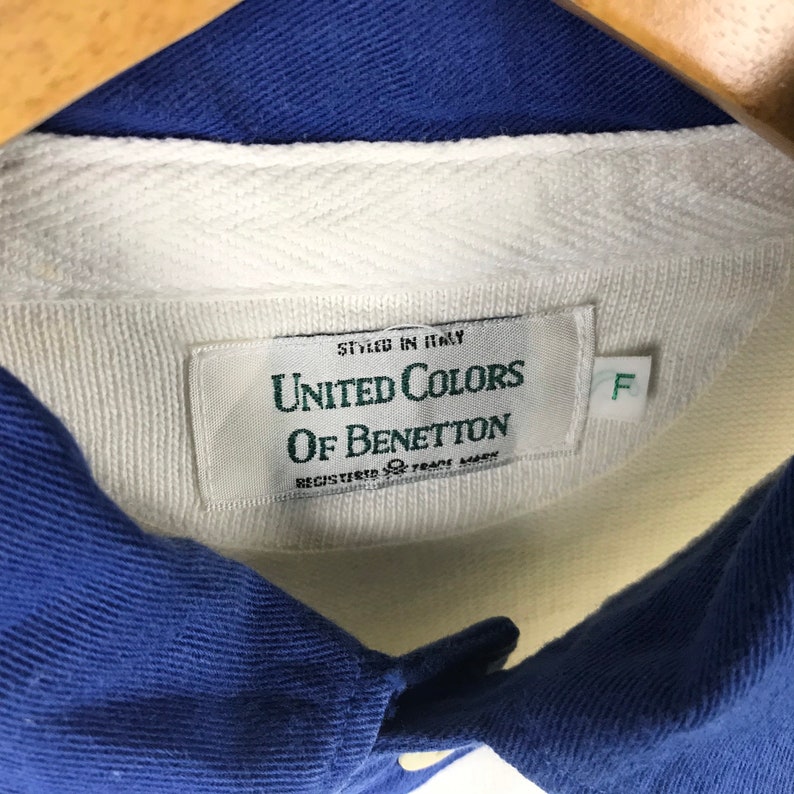 STYLED IN ITALY
UNITED COLORS
OF BENETTON
REGISTERED TRADE MARK
F